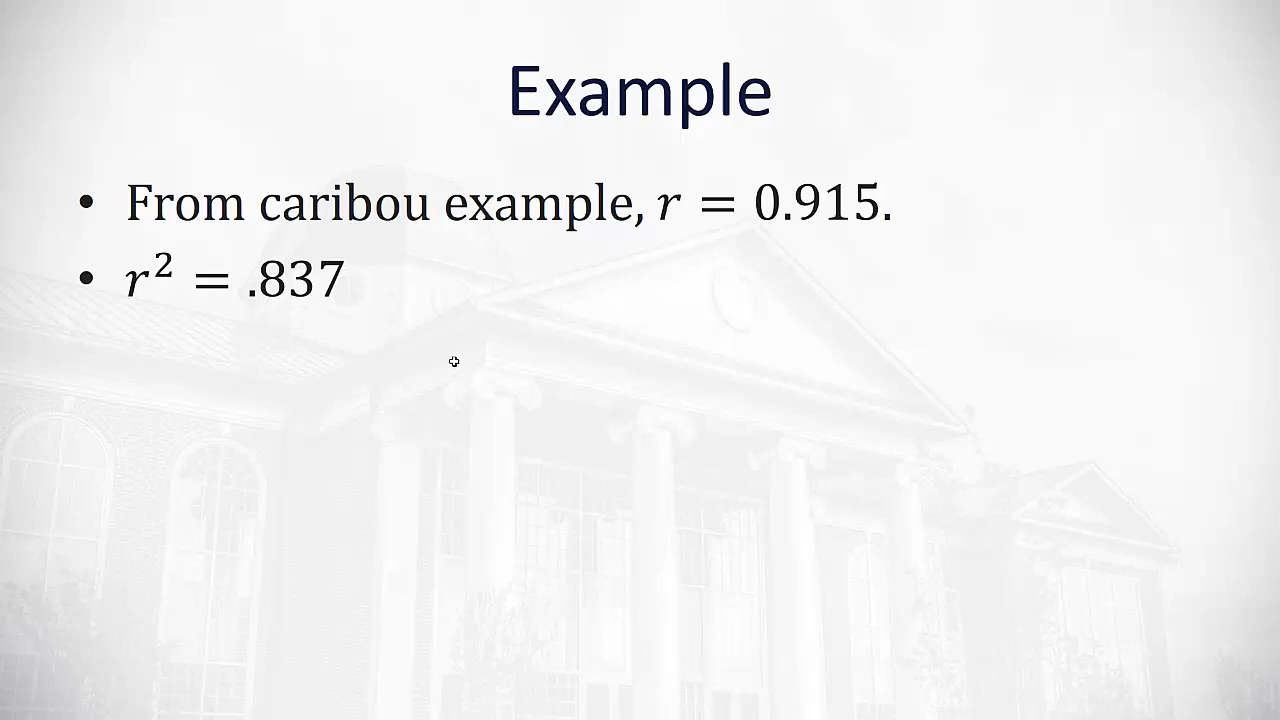 Example
• From caribou example, r = 0.915.
• r² = .837